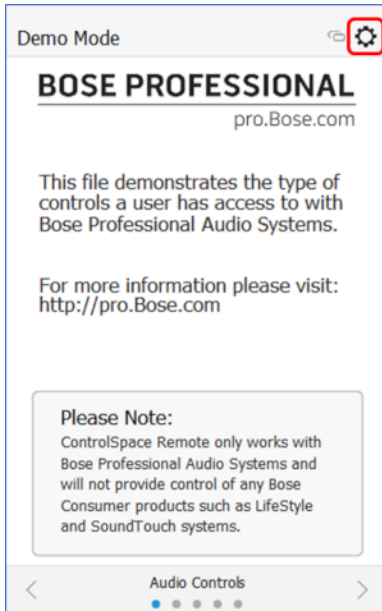 Demo Mode
BOSE PROFESSIONAL
pro.Bose.com
This file demonstrates the type of
controls a user has access to with
Bose Professional Audio Systems.
For more information please visit:
http://pro.Bose.com
Please Note:
ControlSpace Remote only works with
Bose Professional Audio Systems and
will not provide control of any Bose
Consumer products such as LifeStyle
and SoundTouch systems.
Audio Controls